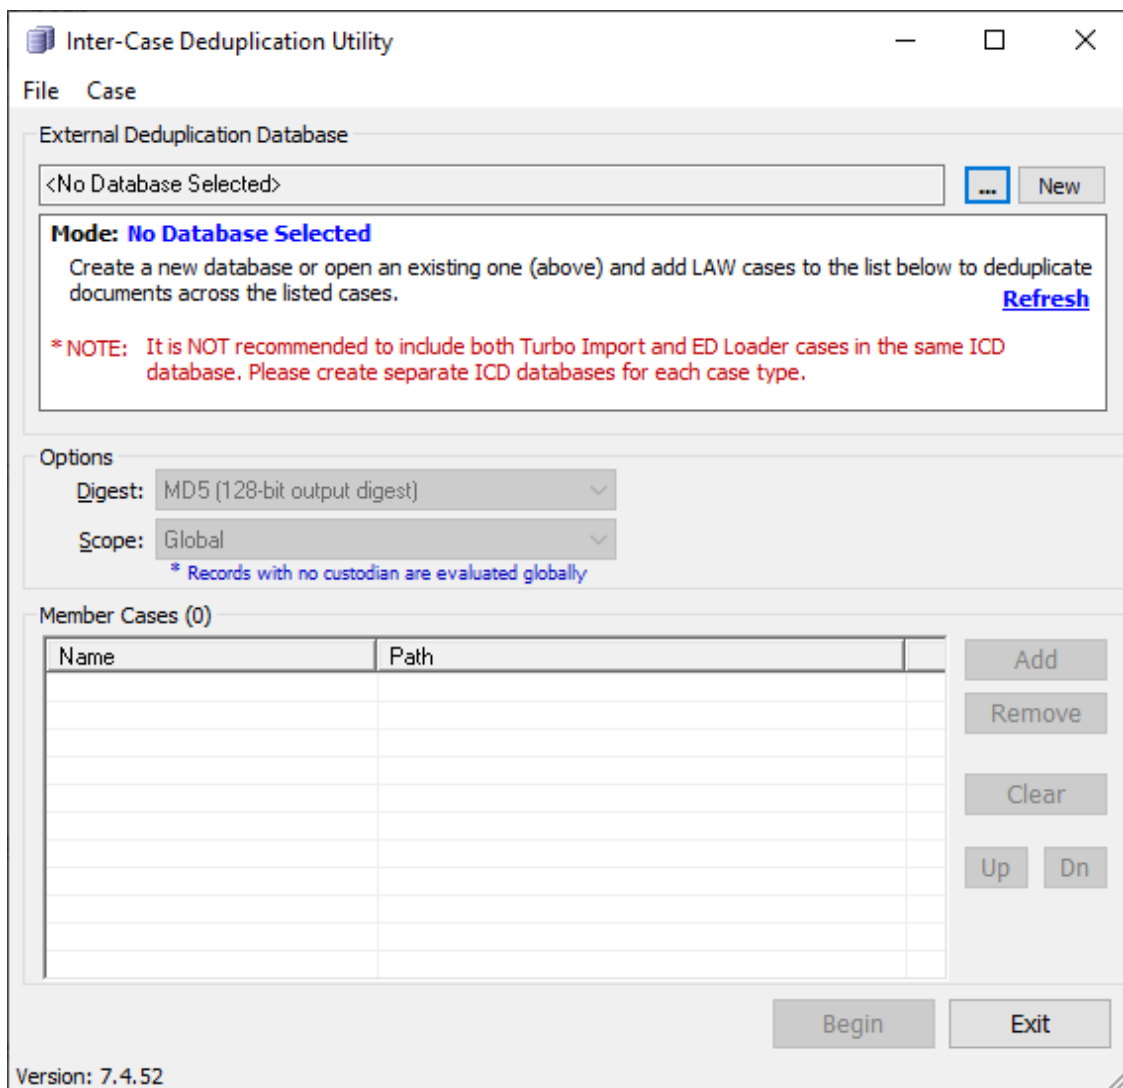 Inter-Case Deduplication Utility
File Case
External Deduplication Database
<No Database Selected>
... New
Mode: No Database Selected
Create a new database or open an existing one (above) and add LAW cases to the list below to deduplicate
documents across the listed cases.
Refresh
* NOTE: It is NOT recommended to include both Turbo Import and ED Loader cases in the same ICD
database. Please create separate ICD databases for each case type.
Options
Digest: MD5 (128-bit output digest)
Scope: Global
* Records with no custodian are evaluated globally
Member Cases (0)
Name Path
Add
Remove
Clear
Up Dn
Begin Exit
Version: 7.4.52